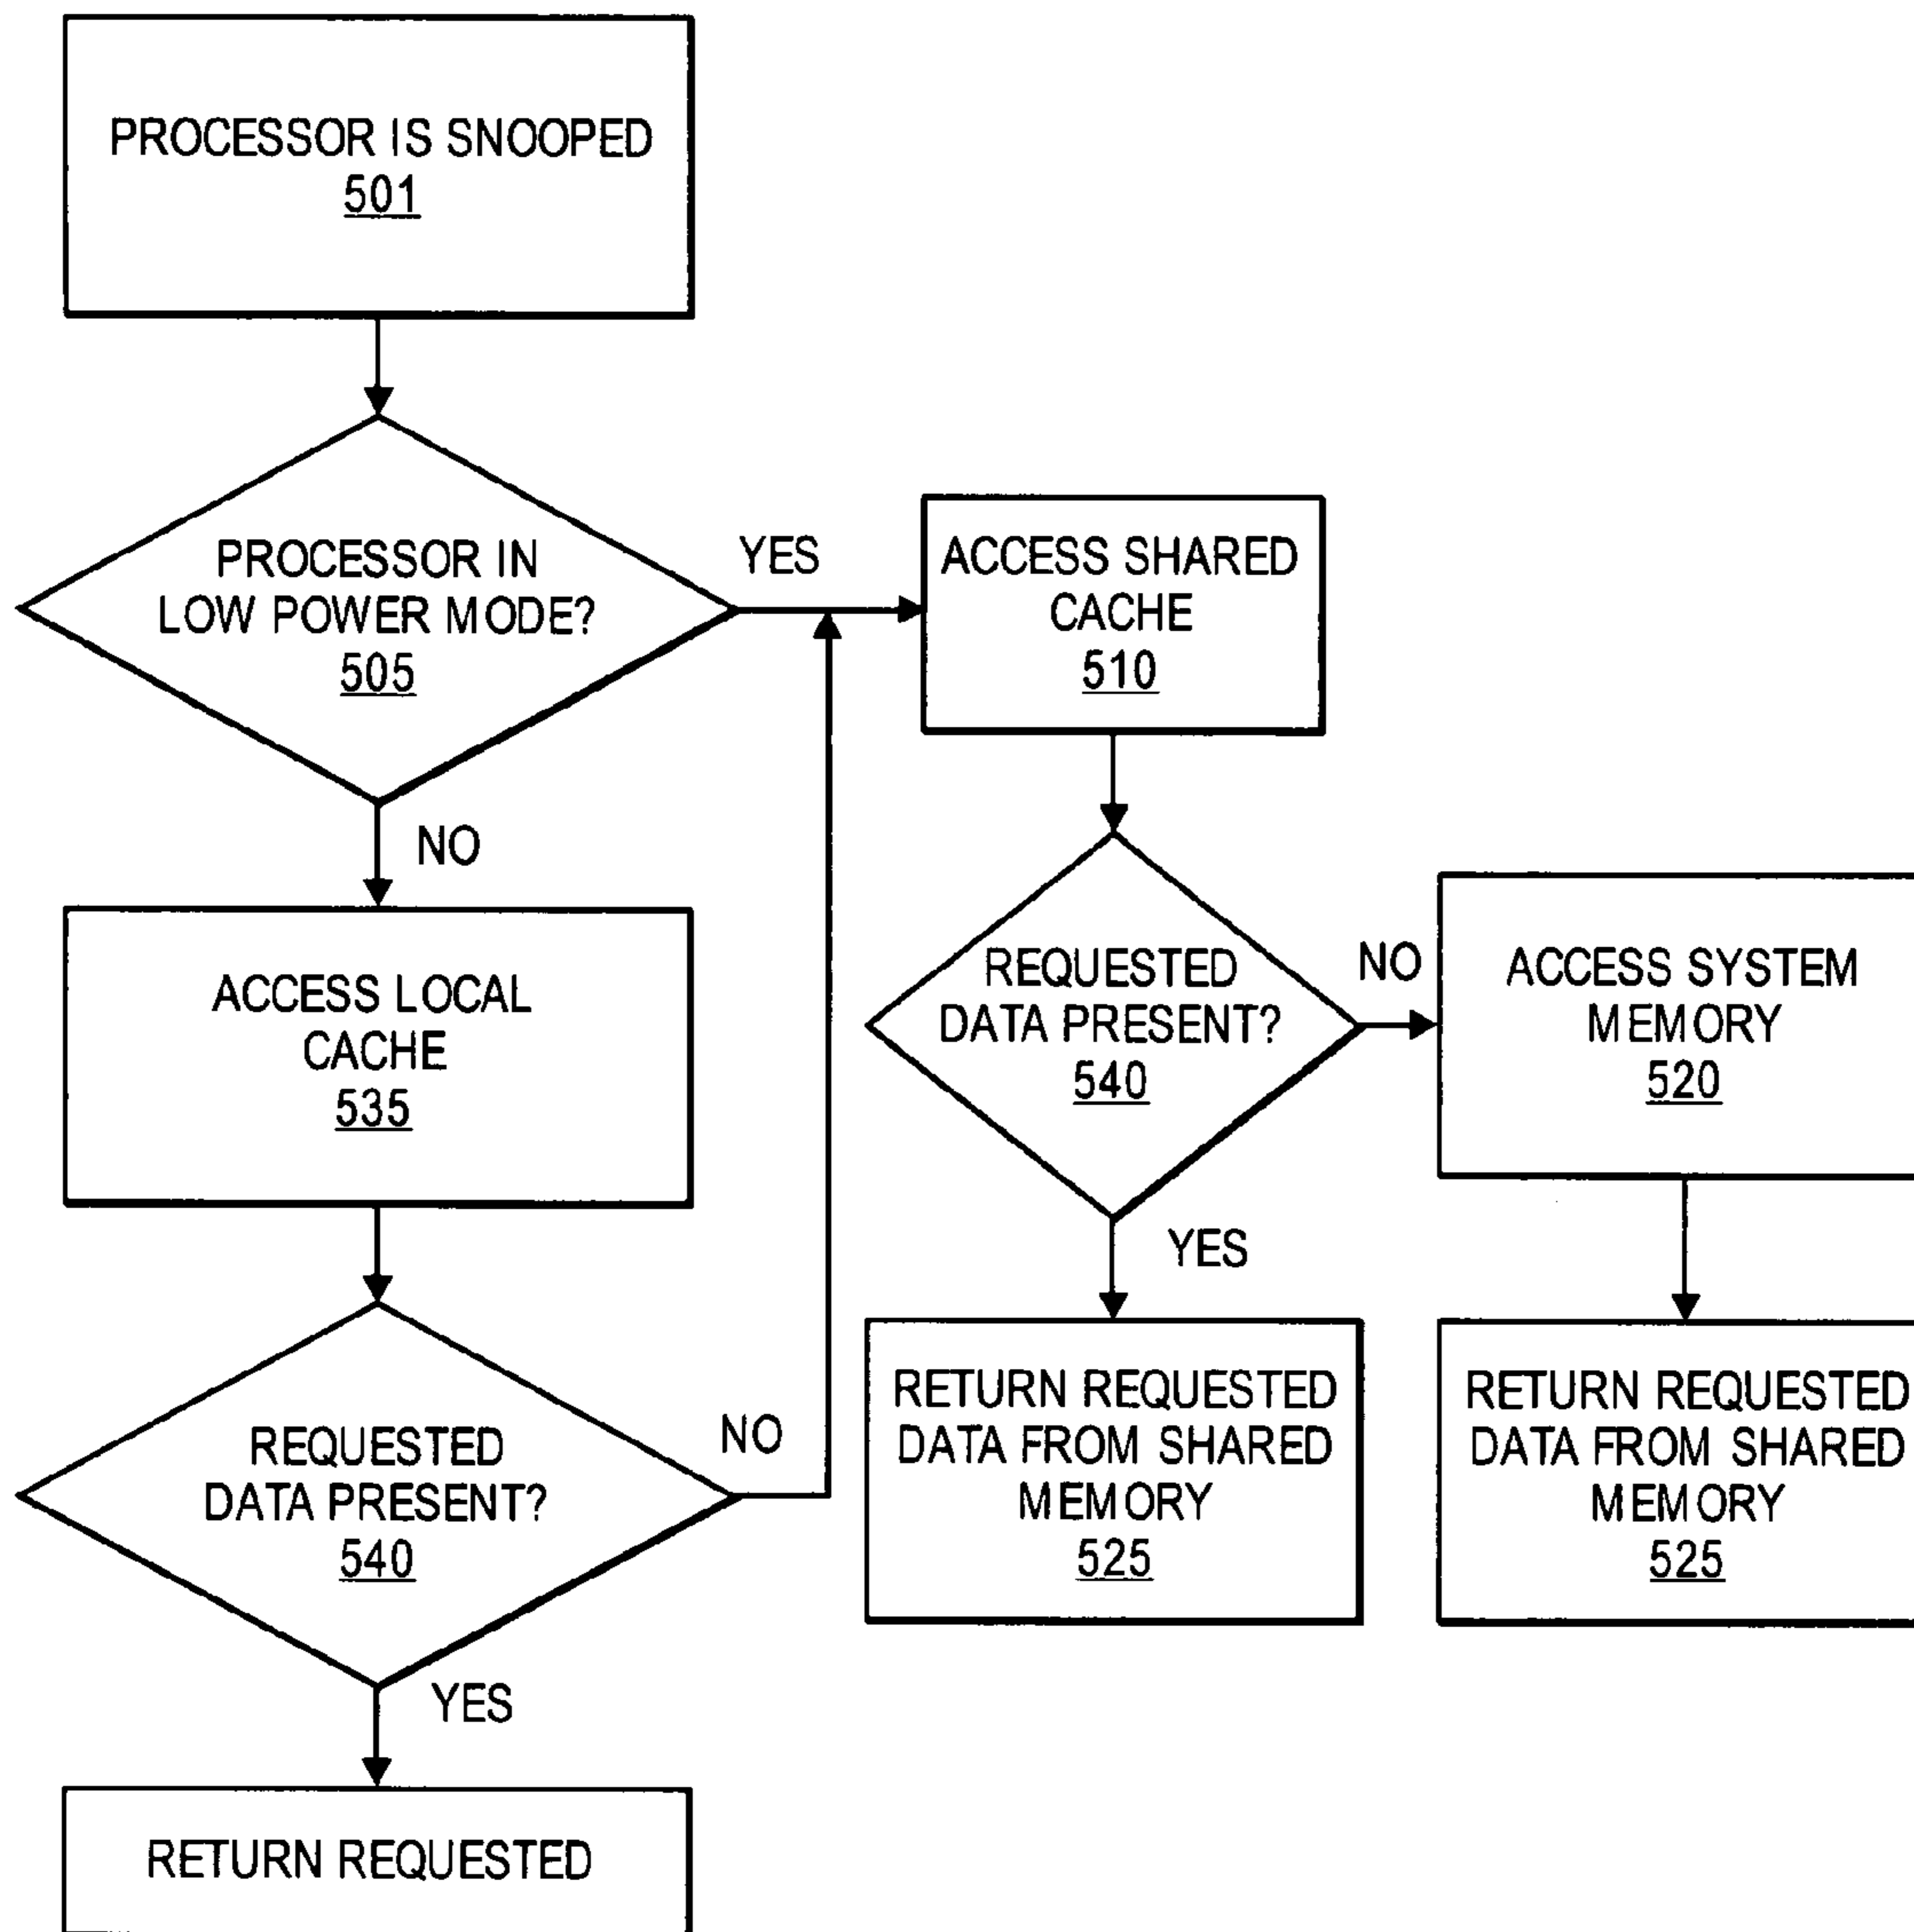 PROCESSOR IS SNOOPED
501
PROCESSOR IN
LOW POWER MODE?
505
YES
NO
ACCESS SHARED
CACHE
510
ACCESS LOCAL
CACHE
535
REQUESTED
DATA PRESENT?
540
NO
YES
ACCESS SYSTEM
MEMORY
520
REQUESTED
DATA PRESENT?
540
NO
YES
RETURN REQUESTED
DATA FROM SHARED
MEMORY
525
RETURN REQUESTED
DATA FROM SHARED
MEMORY
525
RETURN REQUESTED